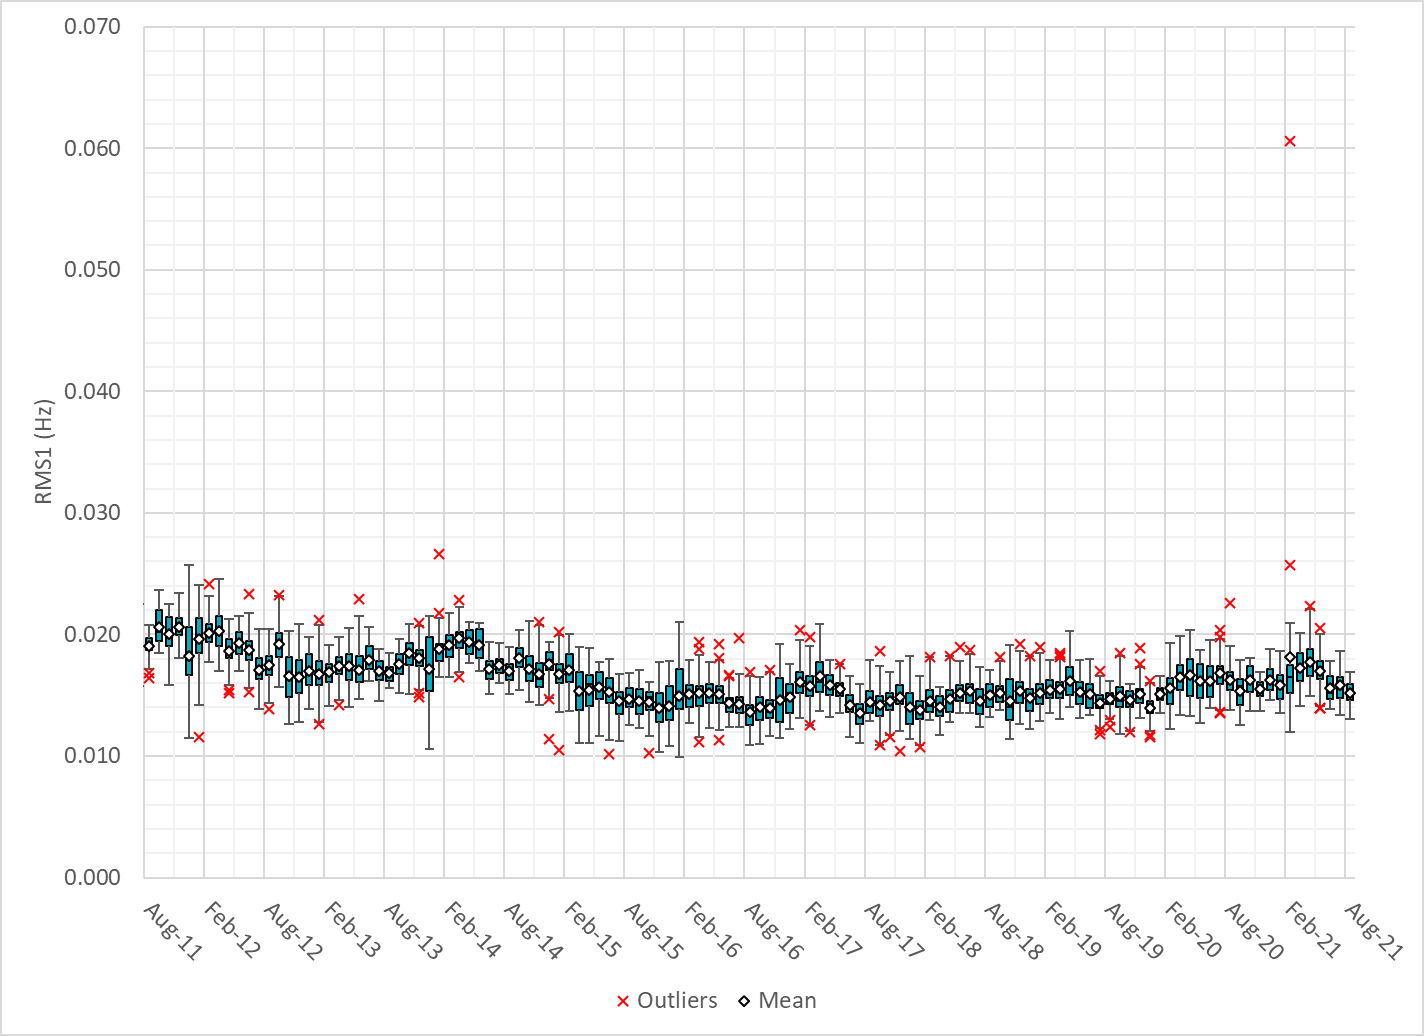 0.070
0.060
0.050
0.040
0.030
0.020
0.010
0.000
RMS1 (Hz)
Aug-11
Feb-12
Aug-12
Feb-13
Aug-13
Feb-14
Aug-14
Feb-15
Aug-15
Feb-16
Aug-16
Feb-17
Aug-17
Feb-18
Aug-18
Feb-19
Aug-19
Feb-20
Aug-20
Feb-21
Aug-21
Outliers Mean